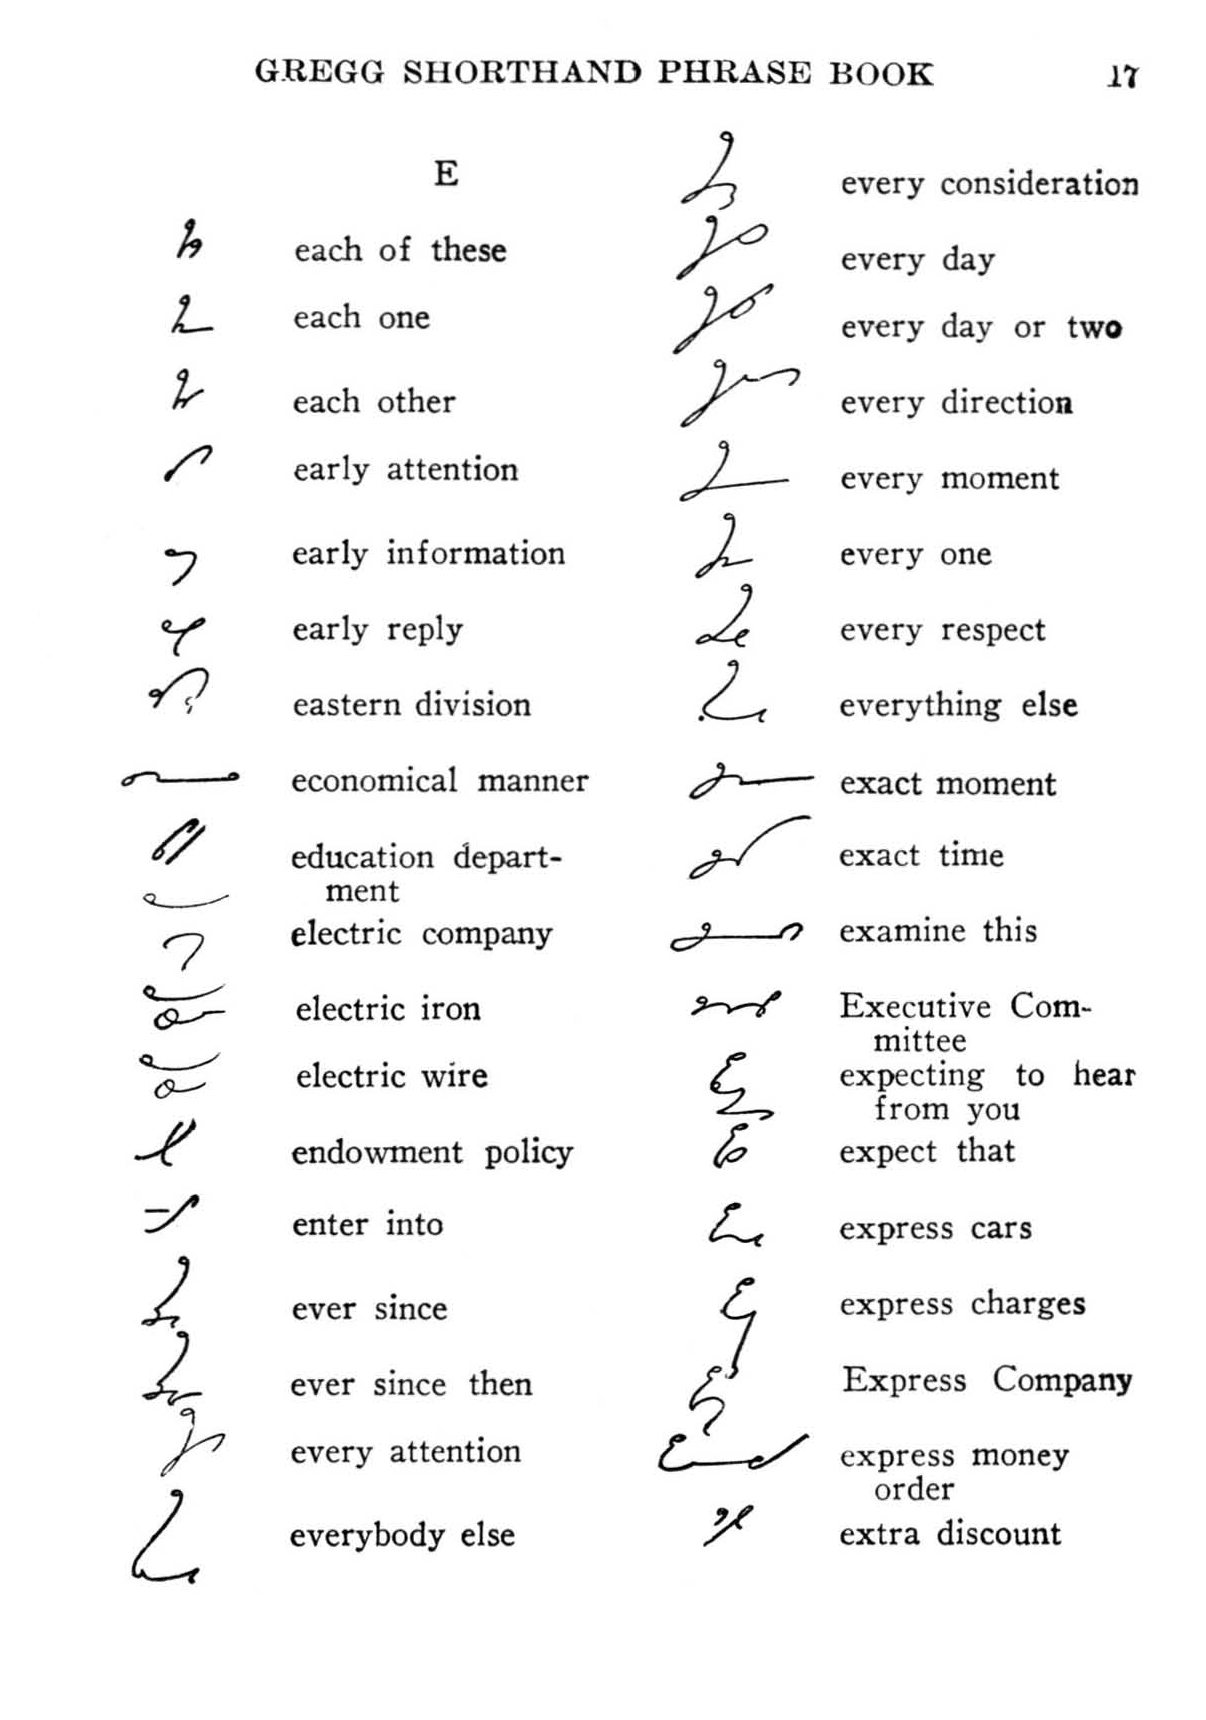 GREGG SHORTHAND PHRASE BOOK 17
E
each of these
each one
each other
early attention
early information
early reply
eastern division
economical manner
education depart-
ment
electric company
electric iron
electric wire
endowment policy
enter into
ever since
ever since then
every attention
everybody else
every consideration
every day
every day or two
every direction
every moment
every one
every respect
everything else
exact moment
exact time
examine this
Executive Com-
mittee
expecting to hear
from you
expect that
express cars
express charges
Express Company
express money
order
extra discount